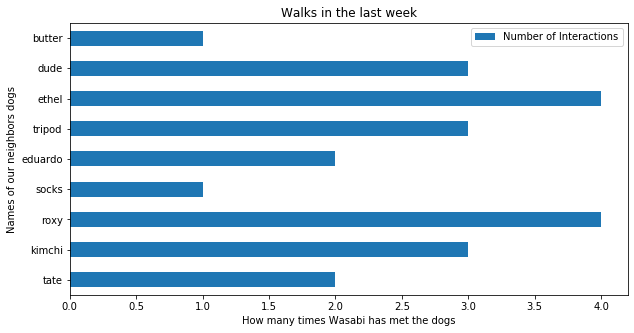 Walks in the last week
Number of Interactions
Names of our neighbors dogs
butter
dude
ethel
tripod
eduardo
socks
roxy
kimchi
tate
0.0 0.5 1.0 1.5 2.0 2.5 3.0 3.5 4.0
How many times Wasabi has met the dogs